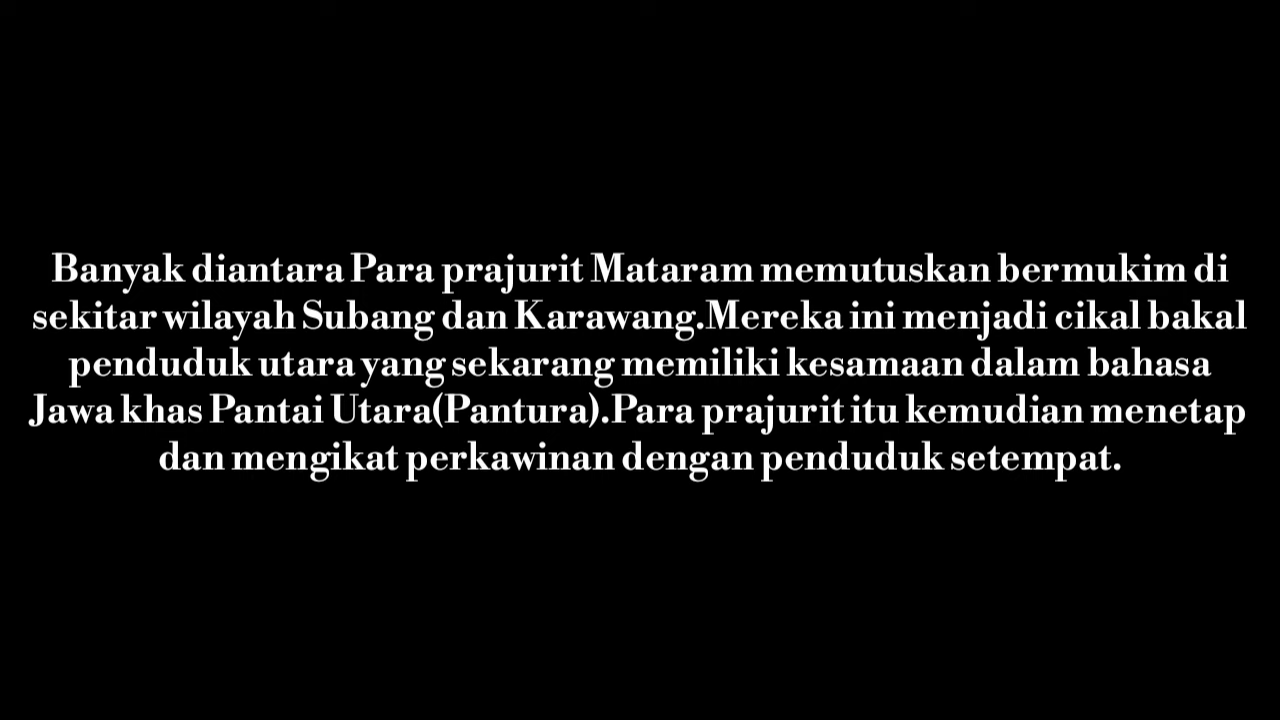 Banyak diantara Para prajurit Mataram memutuskan bermukim di
sekitar wilayah Subang dan Karawang.Mereka ini menjadi cikal bakal
penduduk utara yang sekarang memiliki kesamaan dalam bahasa
Jawa khas Pantai Utara(Pantura).Para prajurit itu kemudian menetap
dan mengikat perkawinan dengan penduduk setempat.